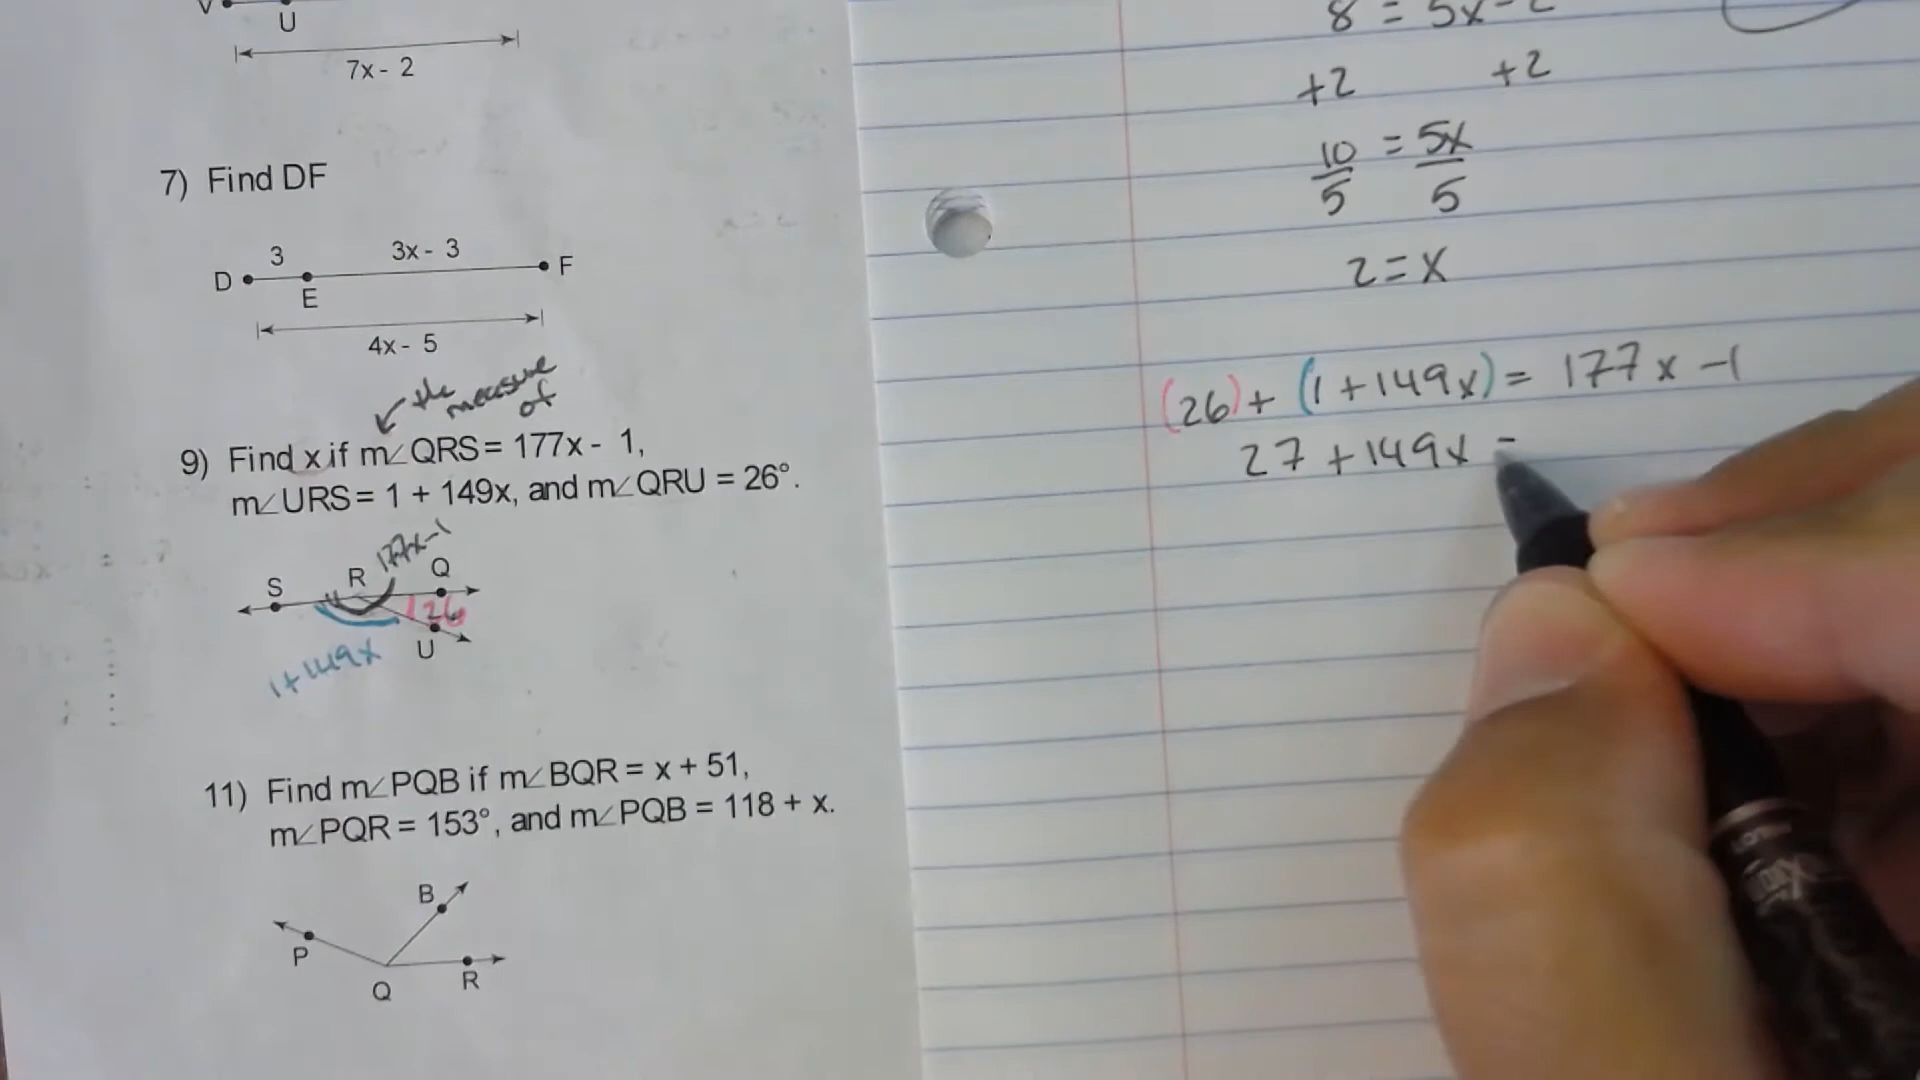 V
U
7x - 2
7) Find DF
3
3x - 3
D
E
F
4x - 5
the
measure
of
9) Find x if m∠QRS = 177x - 1,
m∠URS = 1 + 149x, and m∠QRU = 26°.
177x-1
S
R
Q
26
U
1+149x
11) Find m∠PQB if m∠BQR = x + 51,
m∠PQR = 153°, and m∠PQB = 118 + x.
B
P
Q
R
8 = 5x-2
+2 +2
10/5 = 5x/5
2 = x
(26) + (1+149x) = 177x -1
27 + 149x =